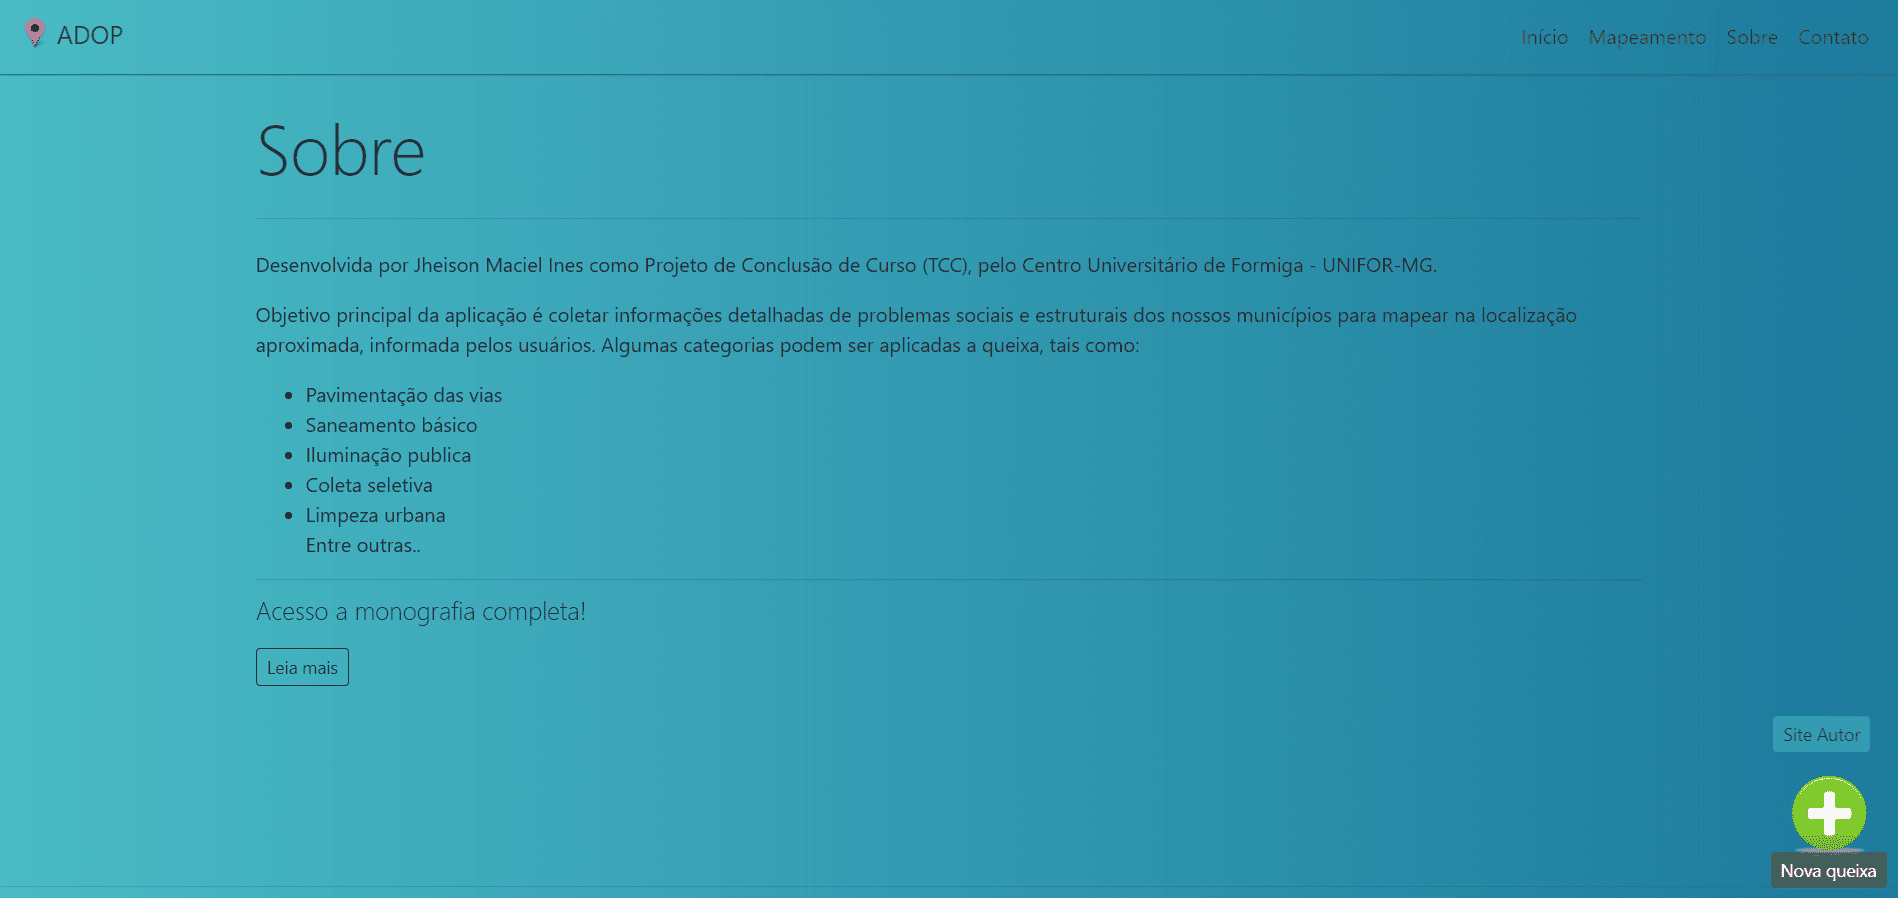 ADOP
Início Mapeamento Sobre Contato
Sobre
Desenvolvida por Jheison Maciel Ines como Projeto de Conclusão de Curso (TCC), pelo Centro Universitário de Formiga - UNIFOR-MG.
Objetivo principal da aplicação é coletar informações detalhadas de problemas sociais e estruturais dos nossos municípios para mapear na localização
aproximada, informada pelos usuários. Algumas categorias podem ser aplicadas a queixa, tais como:
• Pavimentação das vias
• Saneamento básico
• Iluminação publica
• Coleta seletiva
• Limpeza urbana
Entre outras..
Acesso a monografia completa!
Leia mais
Site Autor
Nova queixa